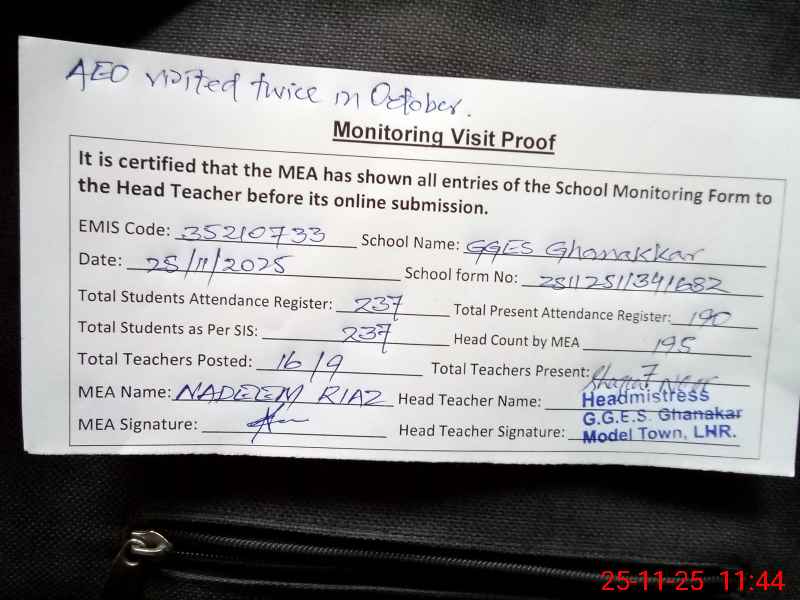 AEO visited twice in October.
Monitoring Visit Proof
It is certified that the MEA has shown all entries of the School Monitoring Form to
the Head Teacher before its online submission.
EMIS Code: 35210733 School Name: GGES Ghanakkar
Date: 25/11/2025 School form No:
Total Students Attendance Register: 237 Total Present Attendance Register: 190
Total Students as Per SIS: 237 Head Count by MEA 195
Total Teachers Posted: 16/9 Total Teachers Present: 7
MEA Name: NADEEM RIAZ Head Teacher Name: Headmistress
G.G.E.S. Ghanakar
MEA Signature: Head Teacher Signature: Model Town, LHR.
25-11-25 11:44